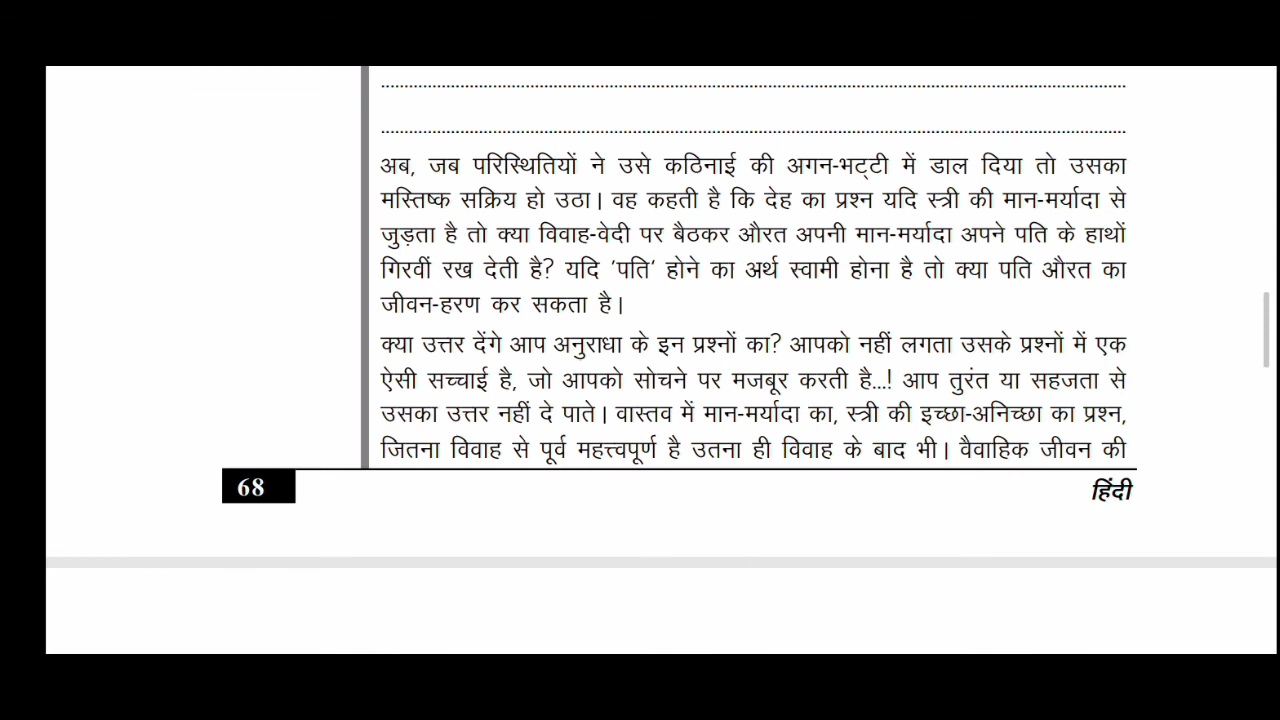 ................................................................................
................................................................................
अब, जब परिस्थितियों ने उसे कठिनाई की अगन-भट्टी में डाल दिया तो उसका
मस्तिष्क सक्रिय हो उठा। वह कहती है कि देह का प्रश्न यदि स्त्री की मान-मर्यादा से
जुड़ता है तो क्या विवाह-वेदी पर बैठकर औरत अपनी मान-मर्यादा अपने पति के हाथों
गिरवीं रख देती है? यदि 'पति' होने का अर्थ स्वामी होना है तो क्या पति औरत का
जीवन-हरण कर सकता है।
क्या उत्तर देंगे आप अनुराधा के इन प्रश्नों का? आपको नहीं लगता उसके प्रश्नों में एक
ऐसी सच्चाई है, जो आपको सोचने पर मजबूर करती है...! आप तुरंत या सहजता से
उसका उत्तर नहीं दे पाते। वास्तव में मान-मर्यादा का, स्त्री की इच्छा-अनिच्छा का प्रश्न,
जितना विवाह से पूर्व महत्त्वपूर्ण है उतना ही विवाह के बाद भी। वैवाहिक जीवन की
68
हिंदी